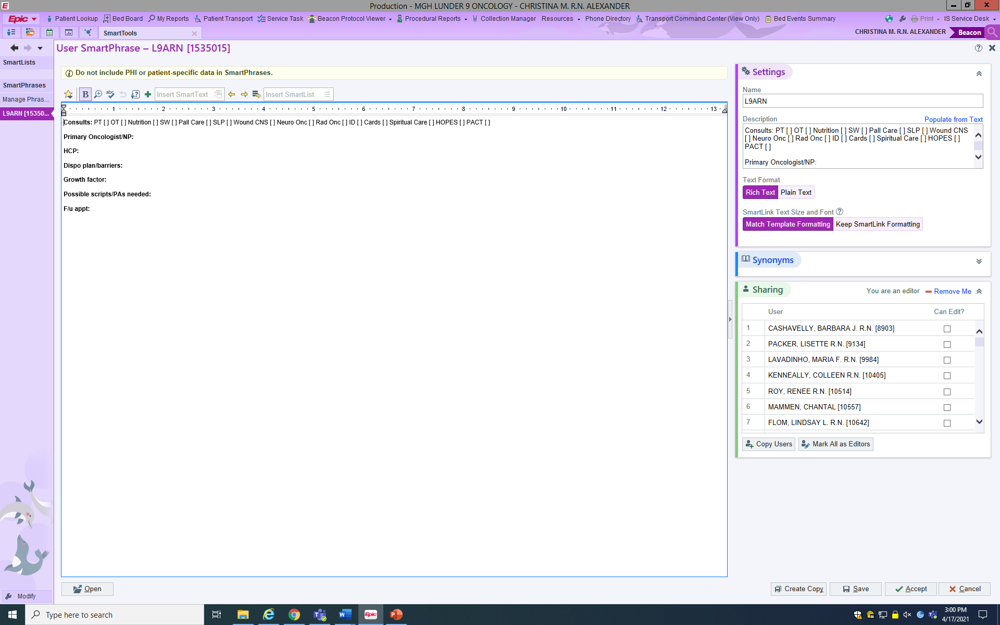 Production - MGH LUNDER 9 ONCOLOGY - CHRISTINA M. R.N. ALEXANDER
Epic Patient Lookup Bed Board My Reports Patient Transport Service Task Beacon Protocol Viewer Procedural Reports Collection Manager Resources Phone Directory Transport Command Center (View Only) Bed Events Summary Print IS Service Desk
SmartTools CHRISTINA M. R.N. ALEXANDER Beacon
User SmartPhrase – L9ARN [1535015]
SmartLists
SmartPhrases
Manage Phras...
L9ARN [15350...
Modify
Do not include PHI or patient-specific data in SmartPhrases.
B abc Insert SmartText Insert SmartList
1 2 3 4 5 6 7 8 9 10 11 12 13
Consults: PT [ ] OT [ ] Nutrition [ ] SW [ ] Pall Care [ ] SLP [ ] Wound CNS [ ] Neuro Onc [ ] Rad Onc [ ] ID [ ] Cards [ ] Spiritual Care [ ] HOPES [ ] PACT [ ]
Primary Oncologist/NP:
HCP:
Dispo plan/barriers:
Growth factor:
Possible scripts/PAs needed:
F/u appt:
Settings
Name
L9ARN
Description Populate from Text
Consults: PT [ ] OT [ ] Nutrition [ ] SW [ ] Pall Care [ ] SLP [ ] Wound CNS
[ ] Neuro Onc [ ] Rad Onc [ ] ID [ ] Cards [ ] Spiritual Care [ ] HOPES [ ]
PACT [ ]
Primary Oncologist/NP:
Text Format
Rich Text Plain Text
SmartLink Text Size and Font
Match Template Formatting Keep SmartLink Formatting
Synonyms
Sharing You are an editor Remove Me
User Can Edit?
1 CASHAVELLY, BARBARA J. R.N. [8903]
2 PACKER, LISETTE R.N. [9134]
3 LAVADINHO, MARIA F. R.N. [9984]
4 KENNEALLY, COLLEEN R.N. [10405]
5 ROY, RENEE R.N. [10514]
6 MAMMEN, CHANTAL [10557]
7 FLOM, LINDSAY L. R.N. [10642]
Copy Users Mark All as Editors
Open Create Copy Save Accept Cancel
Type here to search
3:00 PM
4/17/2021